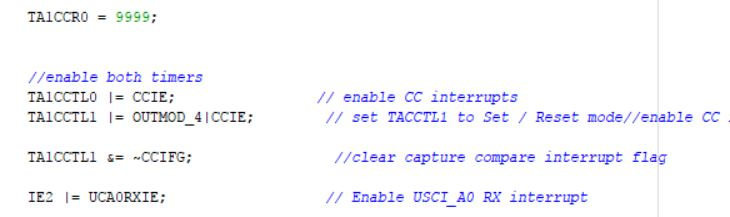 TA1CCR0 = 9999;
//enable both timers
TA1CCTL0 |= CCIE; // enable CC interrupts
TA1CCTL1 |= OUTMOD_4|CCIE; // set TACCTL1 to Set / Reset mode//enable CC
TA1CCTL1 &= ~CCIFG; //clear capture compare interrupt flag
IE2 |= UCA0RXIE; // Enable USCI_A0 RX interrupt